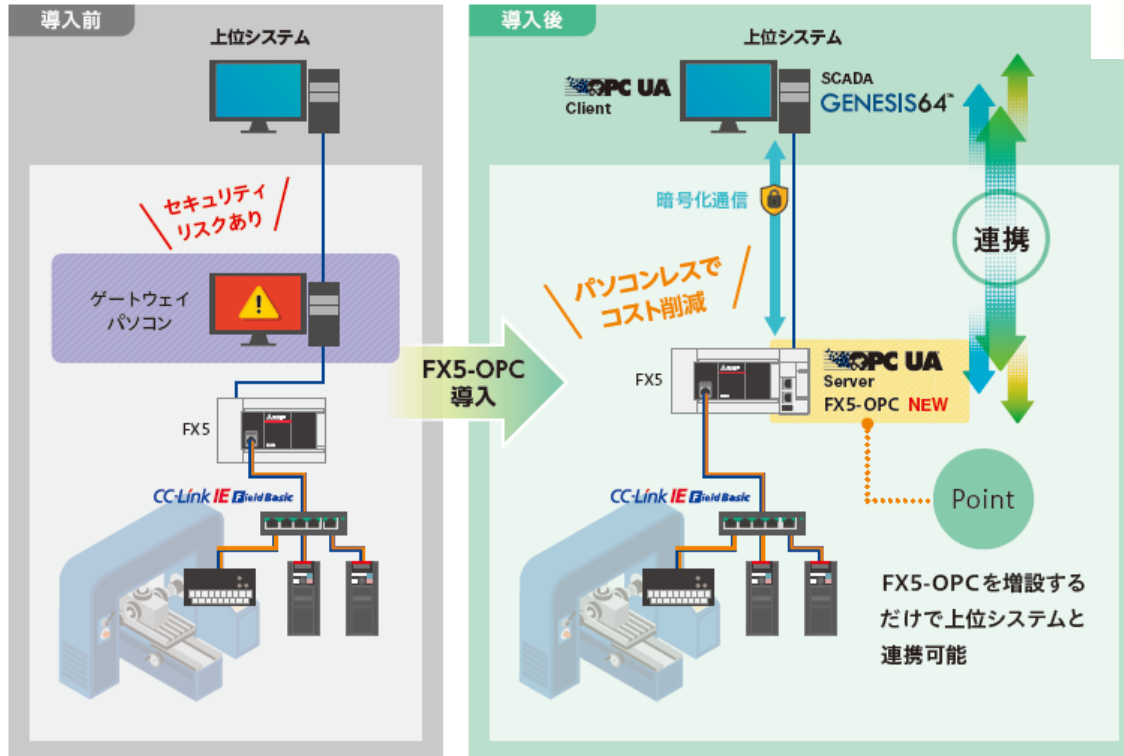 導入前
上位システム
セキュリティ
リスクあり
ゲートウェイ
パソコン
FX5
CC-Link IE Field Basic
FX5-OPC
導入
導入後
上位システム
OPC UA
Client
SCADA
GENESIS64™
暗号化通信
連携
パソコンレスで
コスト削減
FX5
OPC UA
Server
FX5-OPC NEW
CC-Link IE Field Basic
Point
FX5-OPCを増設する
だけで上位システムと
連携可能